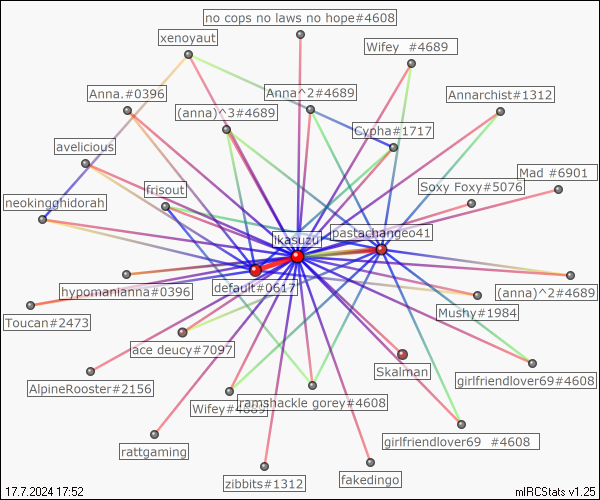 no cops no laws no hope#4608
xenoyaut
Wifey  #4689
Anna.#0396
Anna^2#4689
Annarchist#1312
(anna)^3#4689
Cypha#1717
avelicious
Mad #6901
frisout
Soxy Foxy#5076
neokingghidorah
pastachange41
ikasuzu
default#0617
hypomanianna#0396
(anna)^2#4689
Mushy#1984
Toucan#2473
ace deucy#7097
Skalman
girlfriendlover69#4608
AlpineRooster#2156
Wifey#4689
ramshackle gorey#4608
girlfriendlover69  #4608
rattgaming
zibbits#1312
fakedingo
17.7.2024 17:52
mIRCStats v1.25